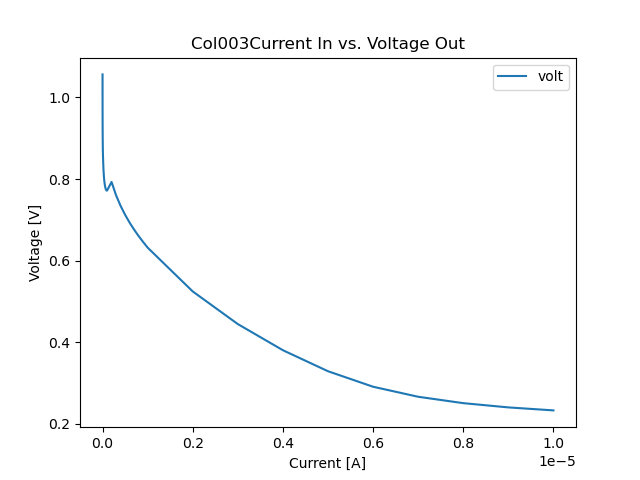 Col003Current In vs. Voltage Out
volt
1.0
0.8
0.6
0.4
0.2
Voltage [V]
0.0 0.2 0.4 0.6 0.8 1.0
1e−5
Current [A]